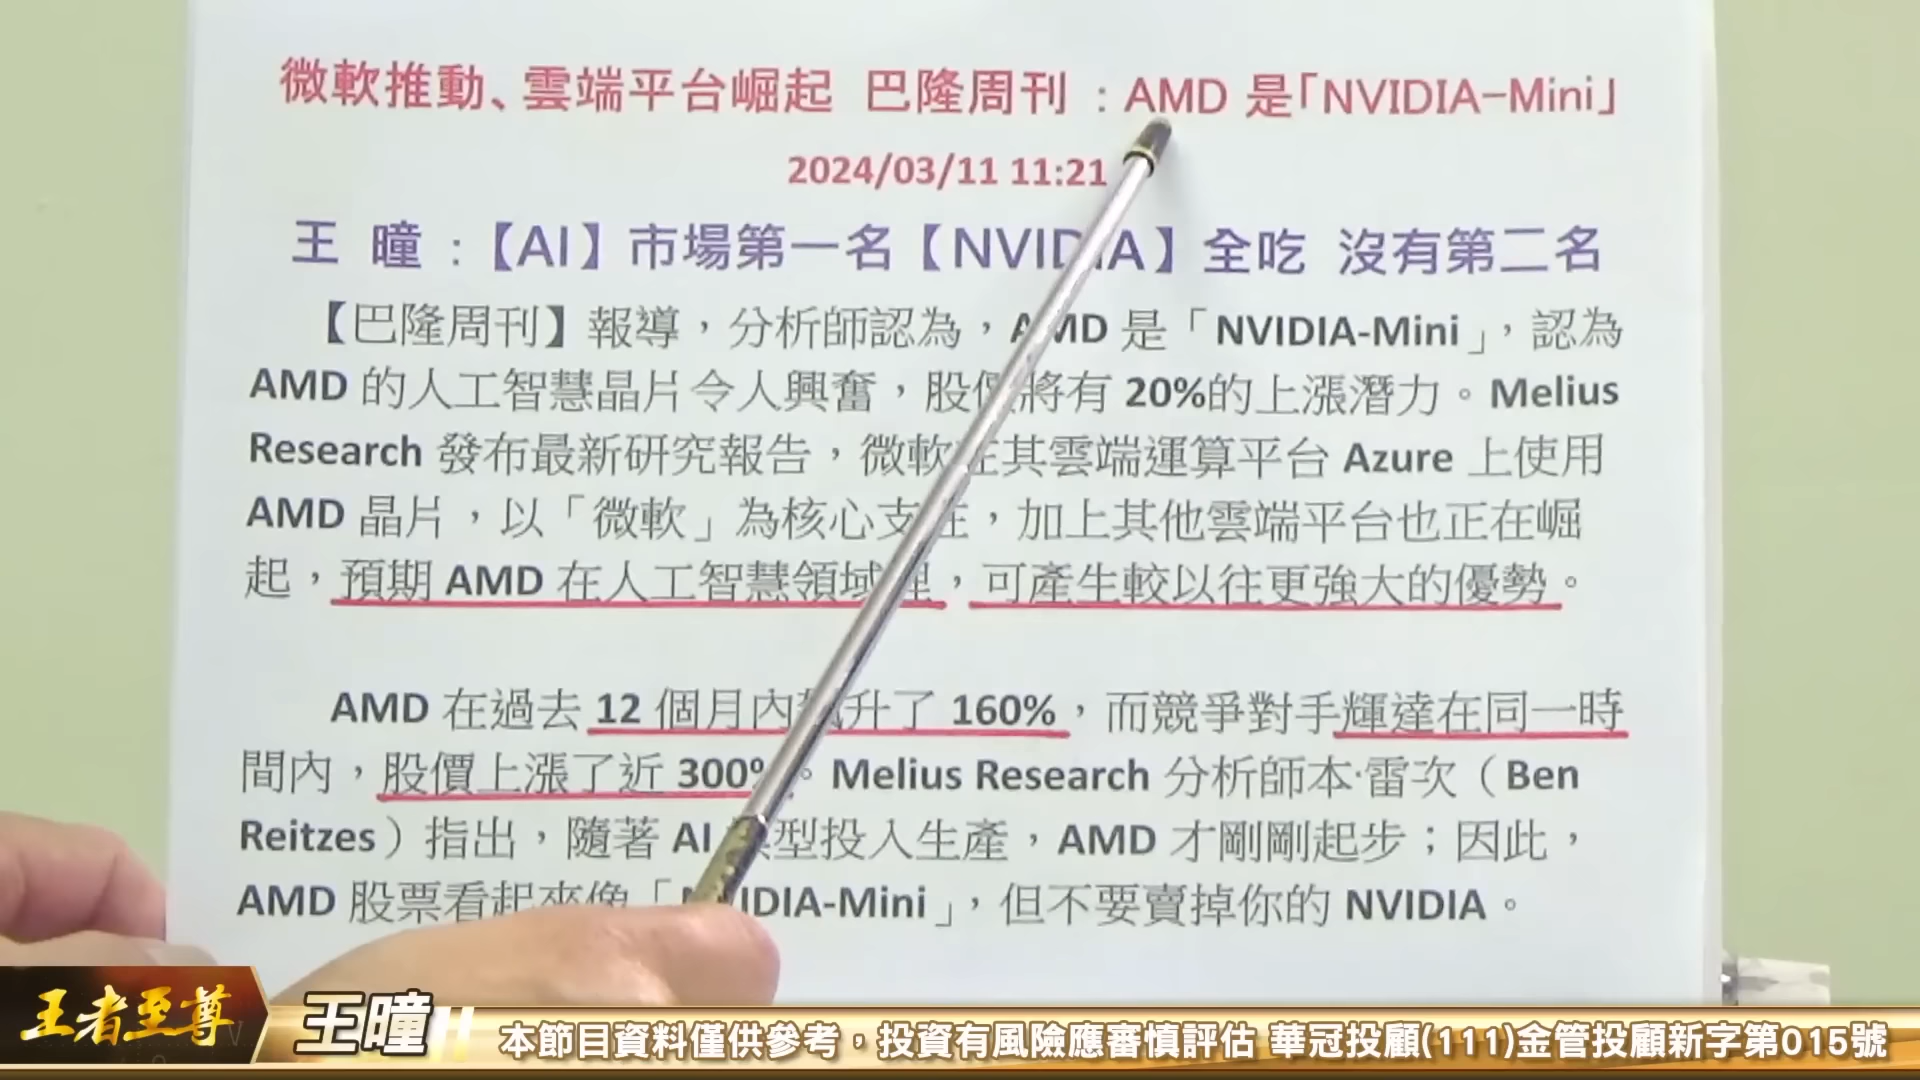 微軟推動、雲端平台崛起 巴隆周刊：AMD 是「NVIDIA-Mini」
2024/03/11 11:21
王 曈：【AI】市場第一名【NVIDIA】全吃 沒有第二名
【巴隆周刊】報導，分析師認為，AMD 是「NVIDIA-Mini」，認為
AMD 的人工智慧晶片令人興奮，股價將有 20%的上漲潛力。Melius
Research 發布最新研究報告，微軟在其雲端運算平台 Azure 上使用
AMD 晶片，以「微軟」為核心支柱，加上其他雲端平台也正在崛
起，預期 AMD 在人工智慧領域裡，可產生較以往更強大的優勢。
AMD 在過去 12 個月內飆升了 160%，而競爭對手輝達在同一時
間內，股價上漲了近 300%。Melius Research 分析師本·雷次（Ben
Reitzes）指出，隨著 AI 模型投入生產，AMD 才剛剛起步；因此，
AMD 股票看起來像「NVIDIA-Mini」，但不要賣掉你的 NVIDIA。
王者至尊 王曈 本節目資料僅供參考，投資有風險應審慎評估 華冠投顧(111)金管投顧新字第015號